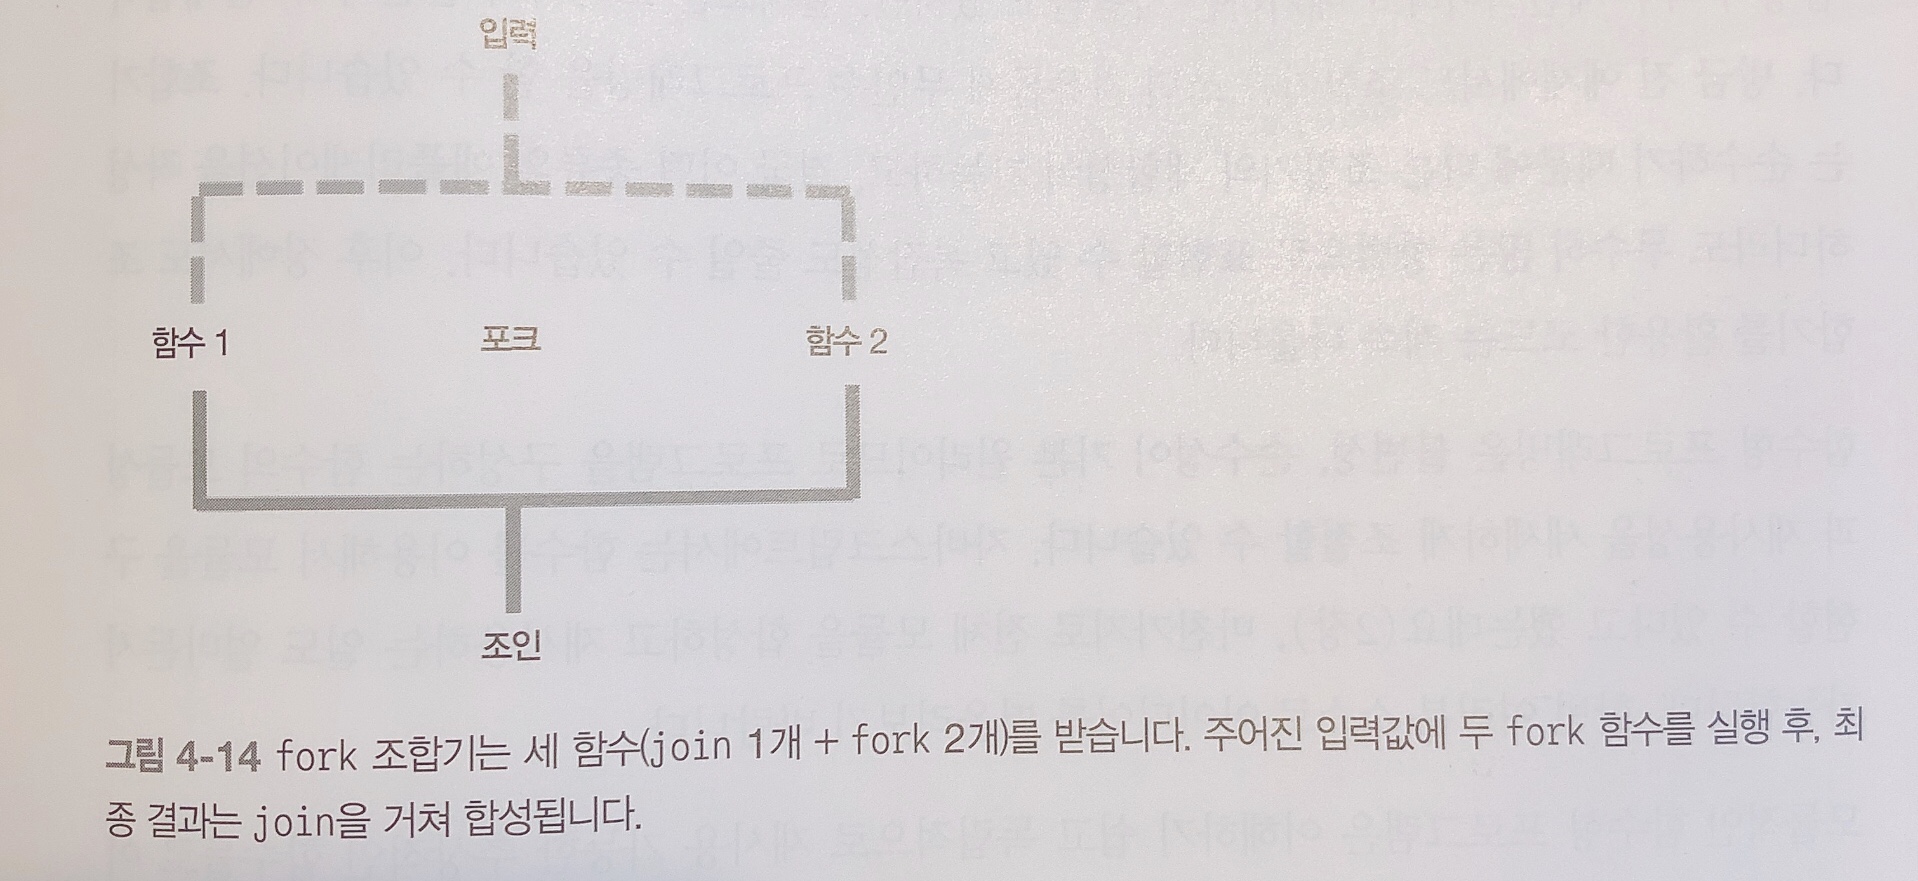 입력
함수 1 포크 함수 2
조인
그림 4-14 fork 조합기는 세 함수(join 1개 + fork 2개)를 받습니다. 주어진 입력값에 두 fork 함수를 실행 후, 최
종 결과는 join을 거쳐 합성됩니다.